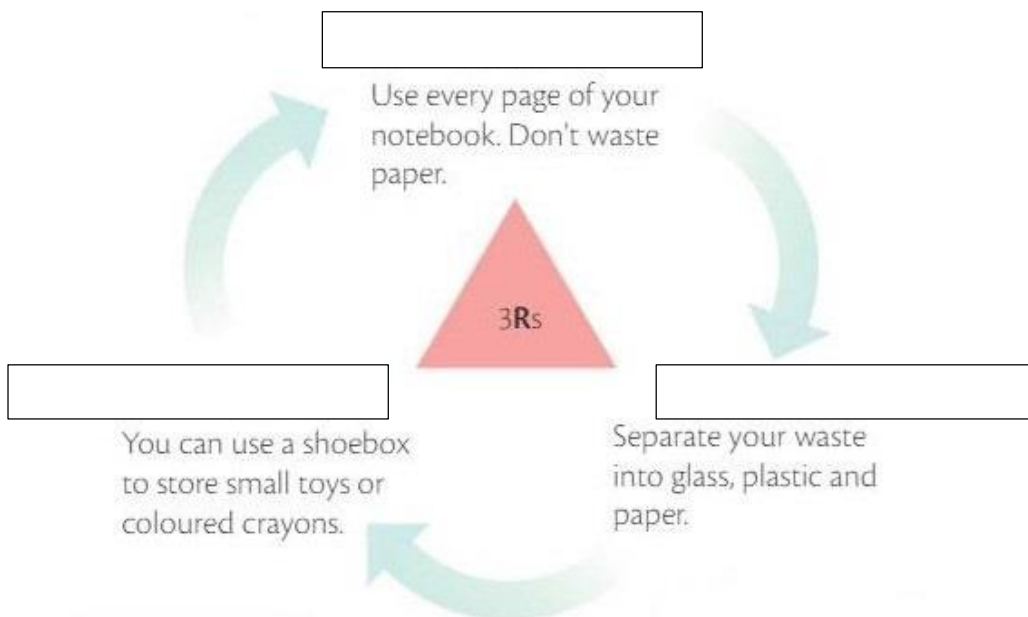 Use every page of your
notebook. Don't waste
paper.
3Rs
You can use a shoebox
to store small toys or
coloured crayons.
Separate your waste
into glass, plastic and
paper.